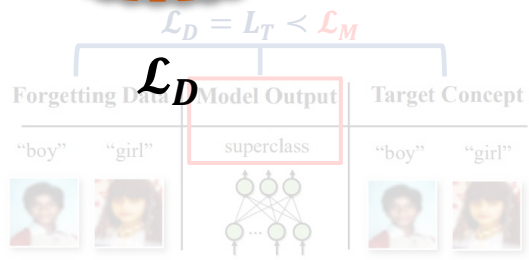 𝓛_D = L_T < 𝓛_M
𝓛_D
Forgetting Data Model Output Target Concept
“boy” “girl” superclass “boy” “girl”
...